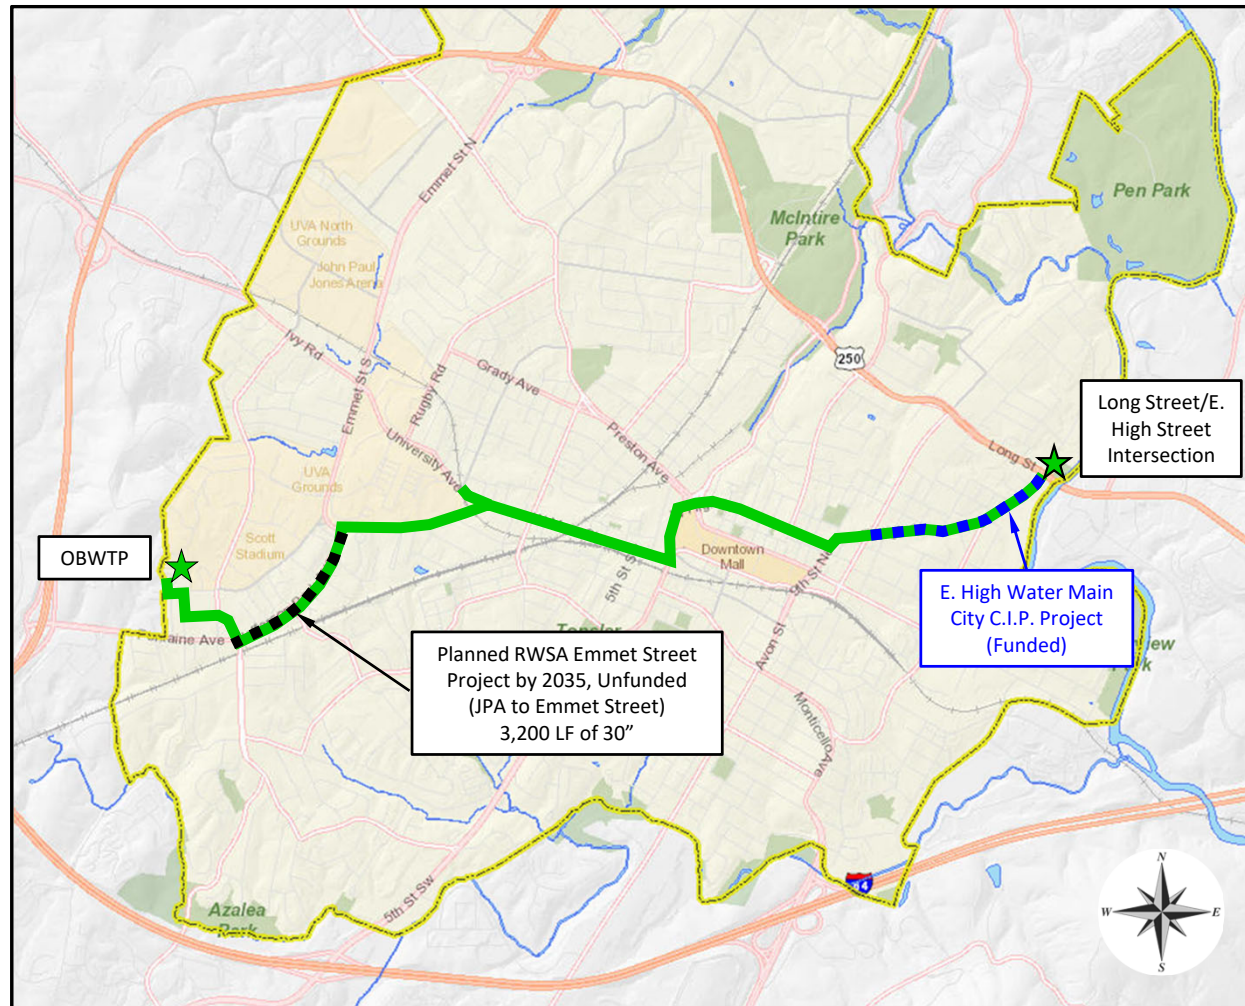 Emmet St N
Pen Park
McIntire
Park
UVA North
Grounds
John Paul
Jones Arena
Ivy Rd
Emmet St S
Rugby Rd
Grady Ave
250
Preston Ave
University Ave
Long St
Long Street/E.
High Street
Intersection
UVA
Grounds
Scott
Stadium
OBWTP
Downtown
Mall
5th St S
9th St N
E. High Water Main
City C.I.P. Project
(Funded)
Planned RWSA Emmet Street
Project by 2035, Unfunded
(JPA to Emmet Street)
3,200 LF of 30”
Avon St
Park
Monticello Ave
5th St Sw
Azalea
Park
N
W
E
S